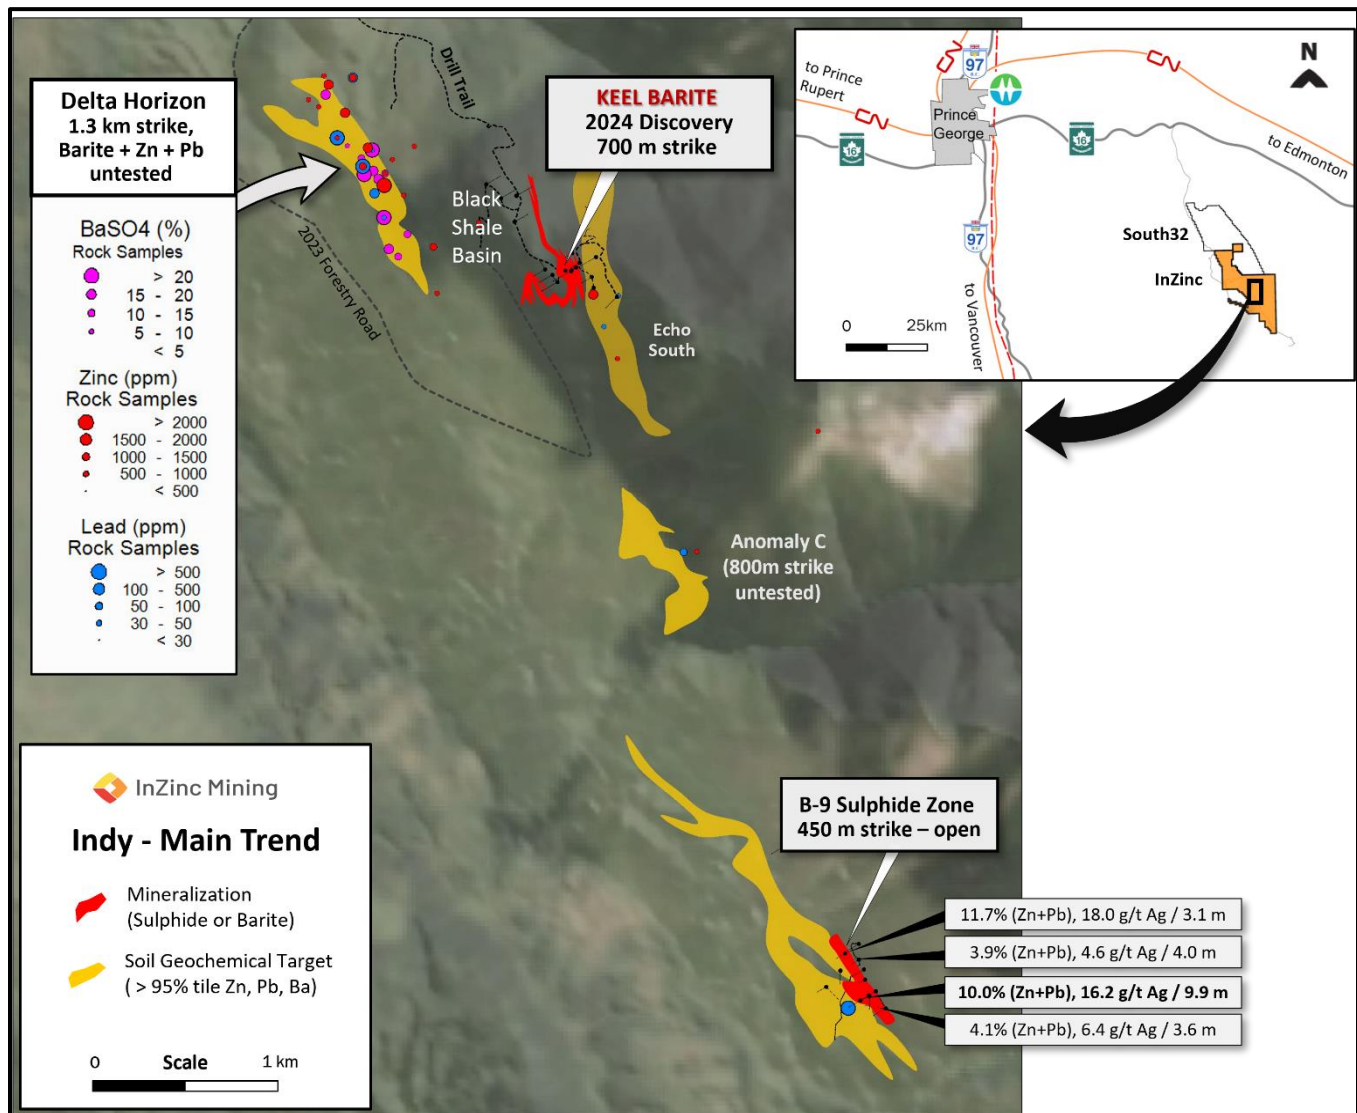 Delta Horizon
1.3 km strike,
Barite + Zn + Pb
untested
BaSO4 (%)
Rock Samples
> 20
15 - 20
10 - 15
5 - 10
< 5
Zinc (ppm)
Rock Samples
> 2000
1500 - 2000
1000 - 1500
500 - 1000
< 500
Lead (ppm)
Rock Samples
> 500
100 - 500
50 - 100
30 - 50
< 30
Drill Trail
KEEL BARITE
2024 Discovery
700 m strike
Black
Shale
Basin
2023 Forestry Road
Echo
South
Anomaly C
(800m strike
untested)
to Prince
Rupert
CN
97
CN
N
Prince
George
CN
16
16
to Edmonton
97
South32
InZinc
0 25km
to Vancouver
B-9 Sulphide Zone
450 m strike – open
11.7% (Zn+Pb), 18.0 g/t Ag / 3.1 m
3.9% (Zn+Pb), 4.6 g/t Ag / 4.0 m
10.0% (Zn+Pb), 16.2 g/t Ag / 9.9 m
4.1% (Zn+Pb), 6.4 g/t Ag / 3.6 m
InZinc Mining
Indy - Main Trend
Mineralization
(Sulphide or Barite)
Soil Geochemical Target
( > 95% tile Zn, Pb, Ba)
0 Scale 1 km